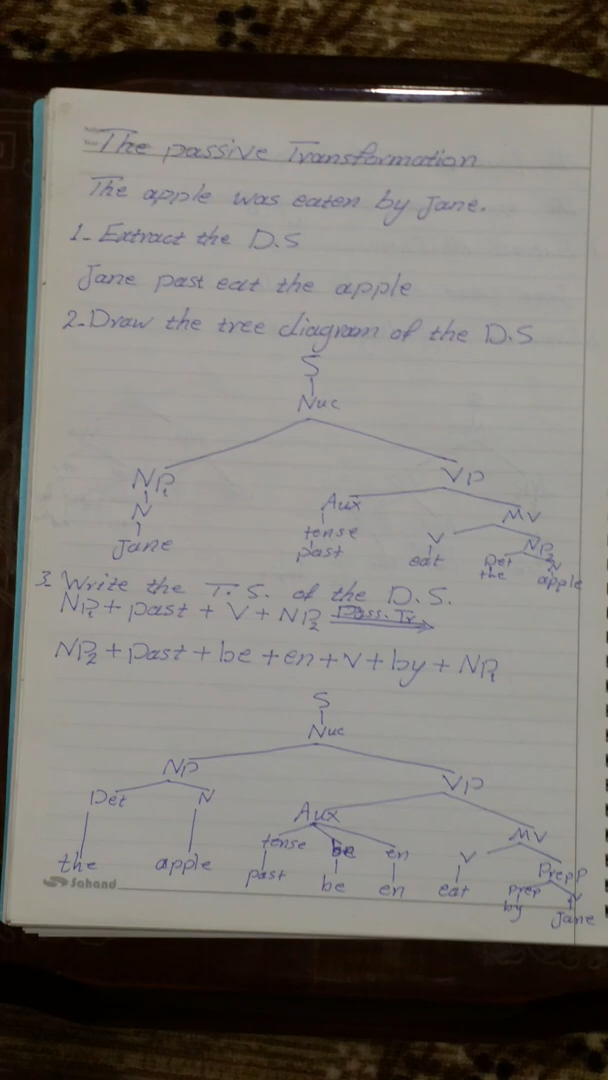 The passive Transformation
The apple was eaten by Jane.
1- Extract the D.S
Jane past eat the apple
2-Draw the tree diagram of the D.S
S
Nuc
NP1 VP
N Aux MV
Jane tense V NP2
past eat Det N
the apple
3- Write the T.S. of the D.S.
NP1 + past + V + NP2 Pass. Tr.
NP2 + past + be + en + V + by + NP1
S
Nuc
NP VP
Det N Aux MV
tense be en V PrepP
the apple past be en eat prep N
by Jane
Sahand